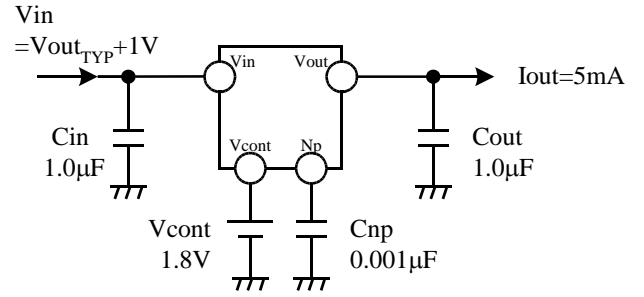 Vin
=VoutTYP+1V
Vin
Vout
Iout=5mA
Cin
1.0μF
Vcont
Np
Cout
1.0μF
Vcont
1.8V
Cnp
0.001μF